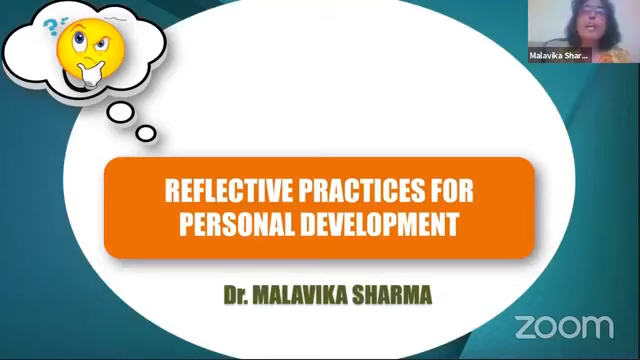 Malavika Shar...
REFLECTIVE PRACTICES FOR
PERSONAL DEVELOPMENT
Dr. MALAVIKA SHARMA
zoom